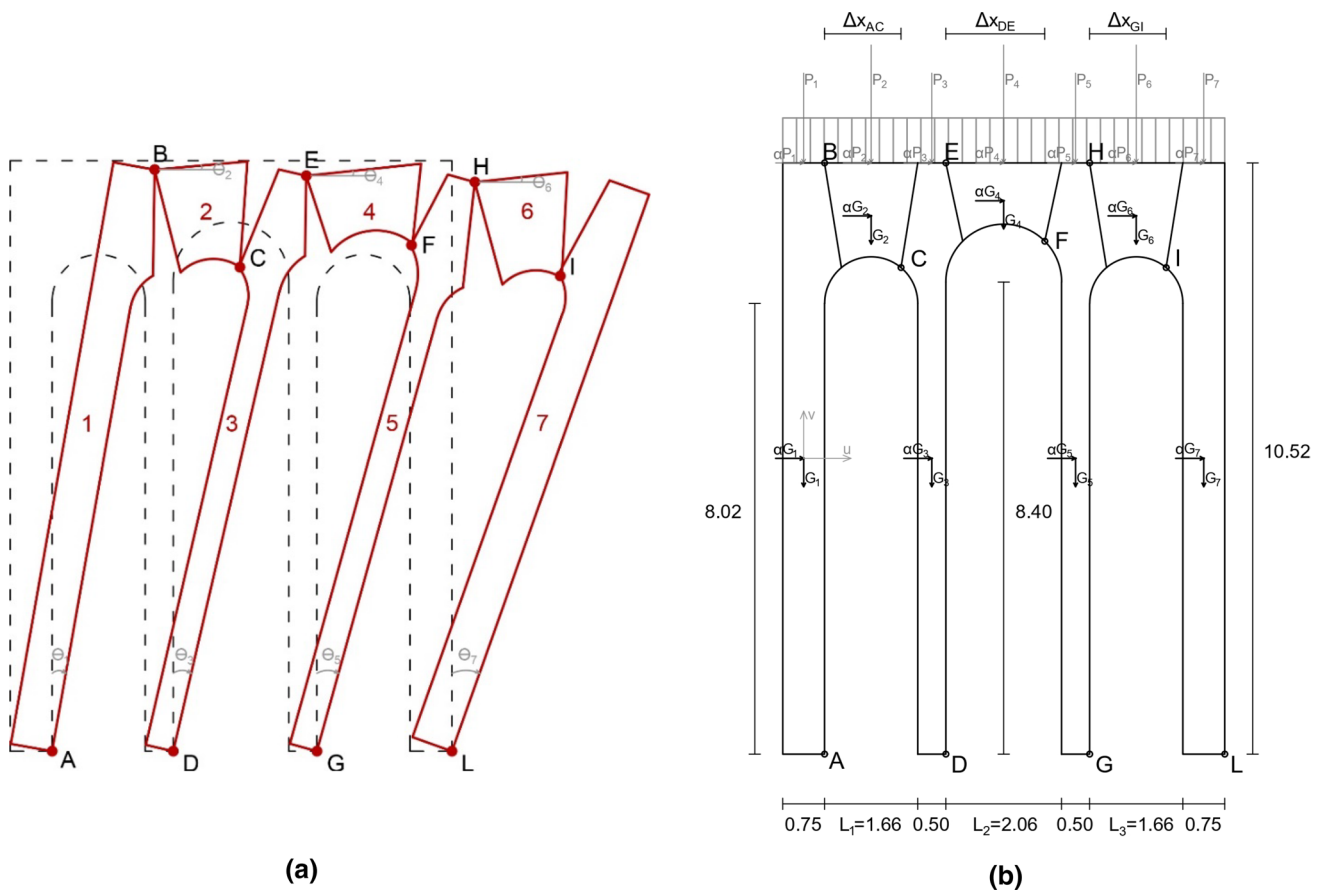 B
E
H
Θ₂
Θ₄
Θ₆
2
4
6
C
F
I
1
3
5
7
Θ₁
Θ₃
Θ₅
Θ₇
A
D
G
L
(a)
Δx_AC
Δx_DE
Δx_GI
P₁
P₂
P₃
P₄
P₅
P₆
P₇
αP₁
B
αP₂
αP₃
E
αP₄
αP₅
H
αP₆
αP₇
αG₂
G₂
αG₄
G₄
αG₆
G₆
C
F
I
v
u
αG₁
G₁
αG₃
G₃
αG₅
G₅
αG₇
G₇
8.02
8.40
10.52
A
D
G
L
0.75
L₁=1.66
0.50
L₂=2.06
0.50
L₃=1.66
0.75
(b)